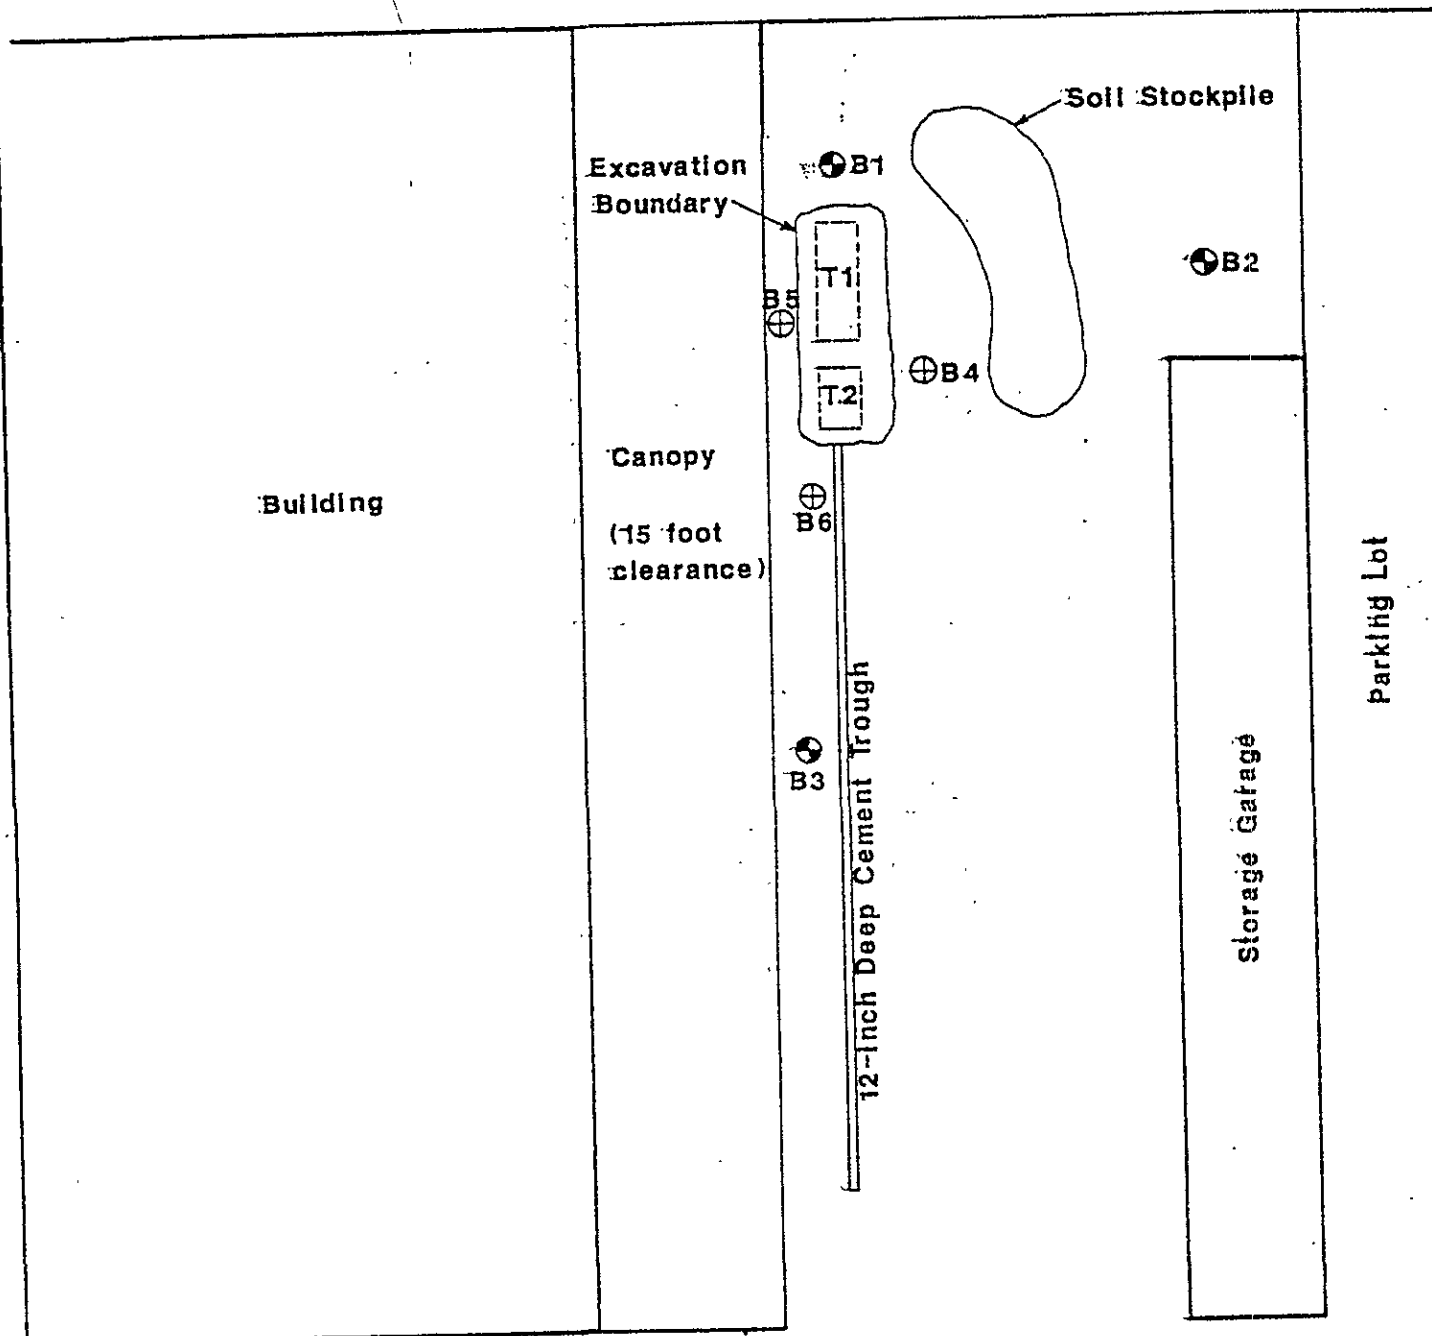 Soil Stockpile
Excavation
Boundary
B1
B2
T1
B5
B4
T2
Canopy
(15 foot
clearance)
Building
B6
B3
12-Inch Deep Cement Trough
Storage Garage
Parking Lot